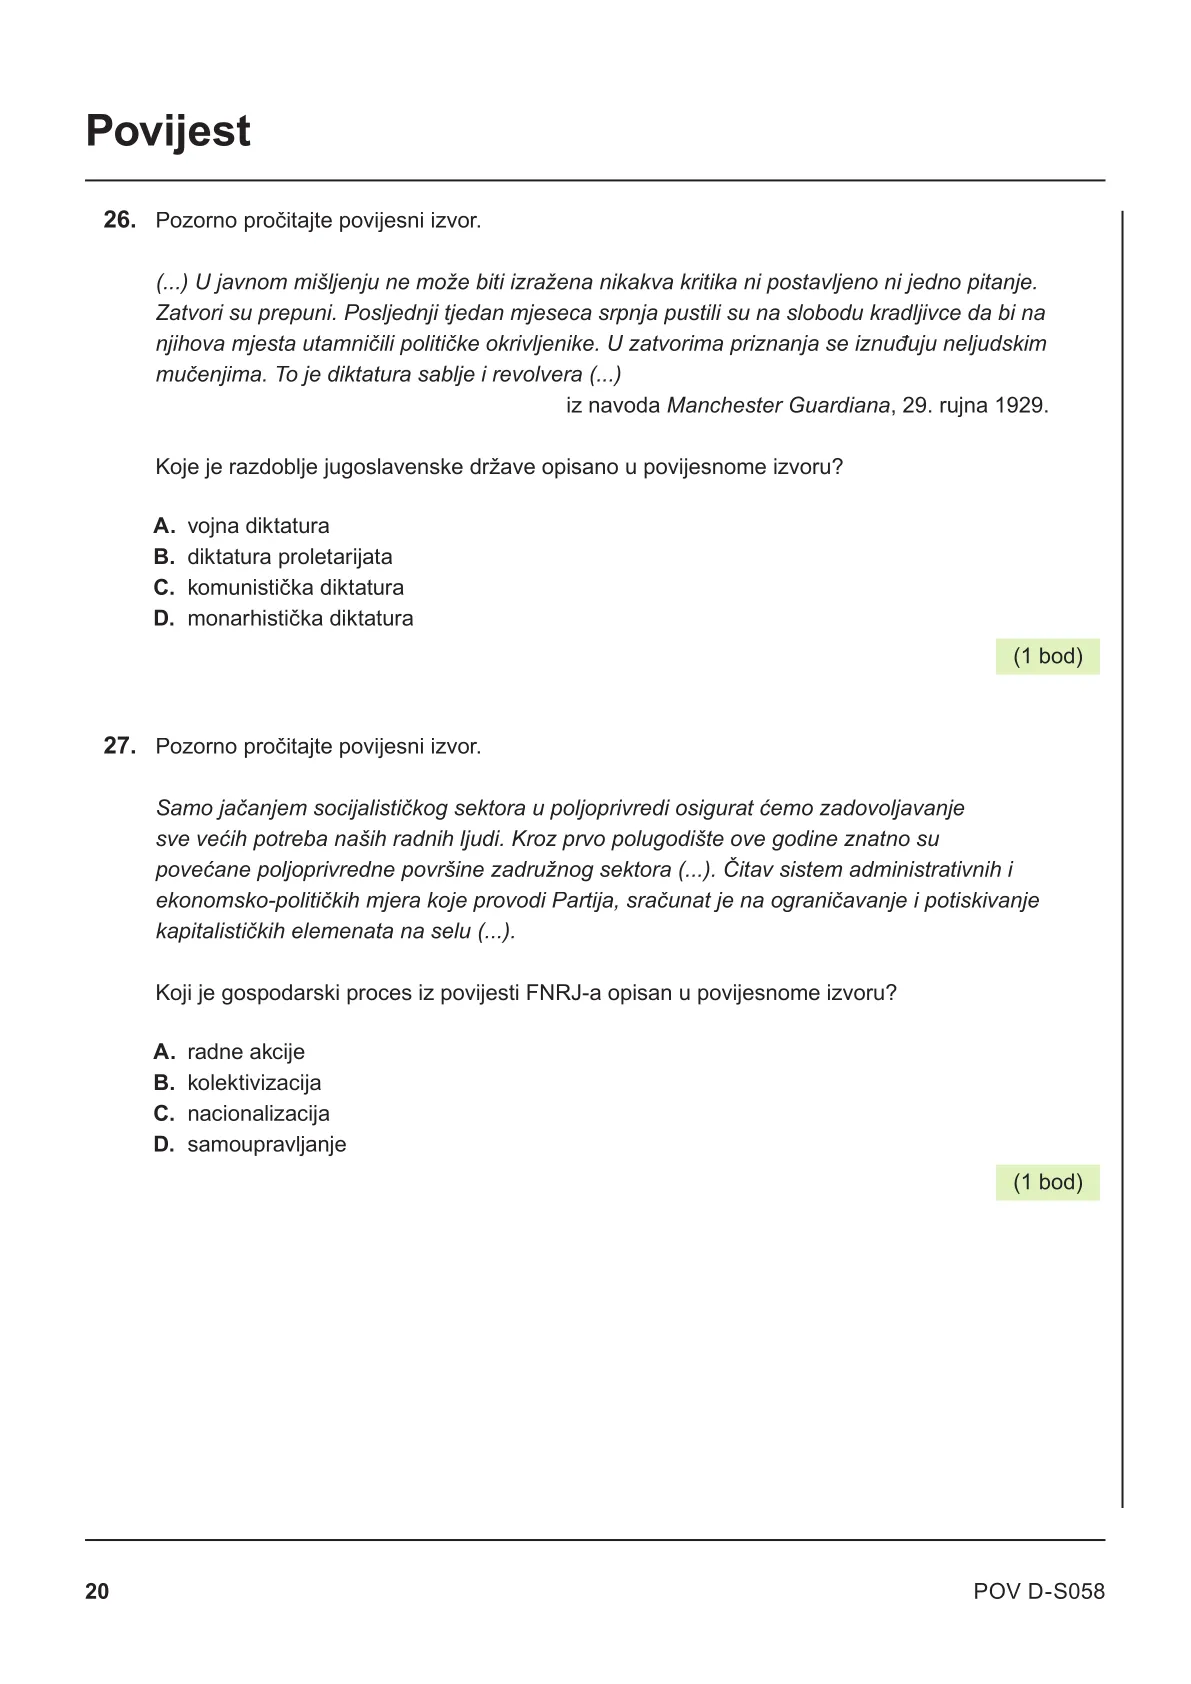 Povijest
26. Pozorno pročitajte povijesni izvor.
(...) U javnom mišljenju ne može biti izražena nikakva kritika ni postavljeno ni jedno pitanje.
Zatvori su prepuni. Posljednji tjedan mjeseca srpnja pustili su na slobodu kradljivce da bi na
njihova mjesta utamničili političke okrivljenike. U zatvorima priznanja se iznuđuju neljudskim
mučenjima. To je diktatura sablje i revolvera (...)
iz navoda Manchester Guardiana, 29. rujna 1929.
Koje je razdoblje jugoslavenske države opisano u povijesnome izvoru?
A. vojna diktatura
B. diktatura proletarijata
C. komunistička diktatura
D. monarhistička diktatura
(1 bod)
27. Pozorno pročitajte povijesni izvor.
Samo jačanjem socijalističkog sektora u poljoprivredi osigurat ćemo zadovoljavanje
sve većih potreba naših radnih ljudi. Kroz prvo polugodište ove godine znatno su
povećane poljoprivredne površine zadružnog sektora (...). Čitav sistem administrativnih i
ekonomsko-političkih mjera koje provodi Partija, sračunat je na ograničavanje i potiskivanje
kapitalističkih elemenata na selu (...).
Koji je gospodarski proces iz povijesti FNRJ-a opisan u povijesnome izvoru?
A. radne akcije
B. kolektivizacija
C. nacionalizacija
D. samoupravljanje
(1 bod)
20
POV D-S058